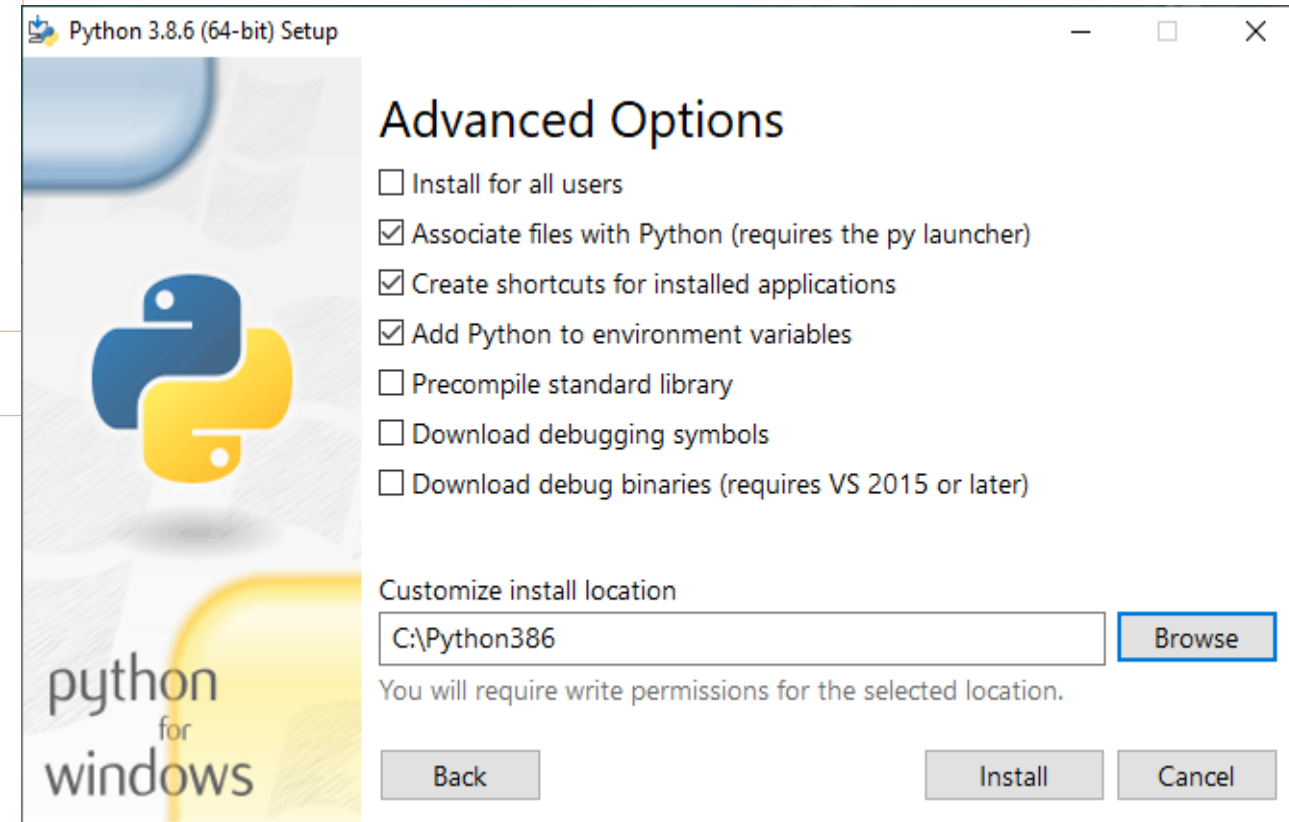 Python 3.8.6 (64-bit) Setup
Advanced Options
Install for all users
Associate files with Python (requires the py launcher)
Create shortcuts for installed applications
Add Python to environment variables
Precompile standard library
Download debugging symbols
Download debug binaries (requires VS 2015 or later)
Customize install location
C:\Python386
Browse
You will require write permissions for the selected location.
python
for
windows
Back
Install
Cancel